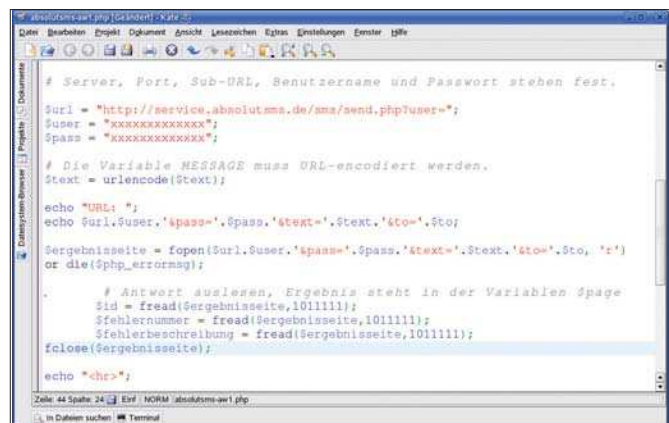 absolutsms-aw1.php [Geändert] - Kate
Datei Bearbeiten Projekt Dokument Ansicht Lesezeichen Extras Einstellungen Fenster Hilfe
Dokumente
Projekte
Dateisystem-Browser
# Server, Port, Sub-URL, Benutzername und Passwort stehen fest.
$url = "http://service.absolutsms.de/sms/send.php?user=";
$user = "xxxxxxxxxxxxx";
$pass = "xxxxxxxxxxxxx";
# Die Variable MESSAGE muss URL-encodiert werden.
$text = urlencode($text);
echo "URL: ";
echo $url.$user.'&pass='.$pass.'&text='.$text.'&to='.$to;
$ergebnisseite = fopen($url.$user.'&pass='.$pass.'&text='.$text.'&to='.$to, 'r')
or die($php_errormsg);
# Antwort auslesen, Ergebnis steht in der Variablen $page
$id = fread($ergebnisseite,1011111);
$fehlernummer = fread($ergebnisseite,1011111);
$fehlerbeschreibung = fread($ergebnisseite,1011111);
fclose($ergebnisseite);
echo "<hr>";
Zeile: 44 Spalte: 24 Einf NORM absolutsms-aw1.php
In Dateien suchen Terminal